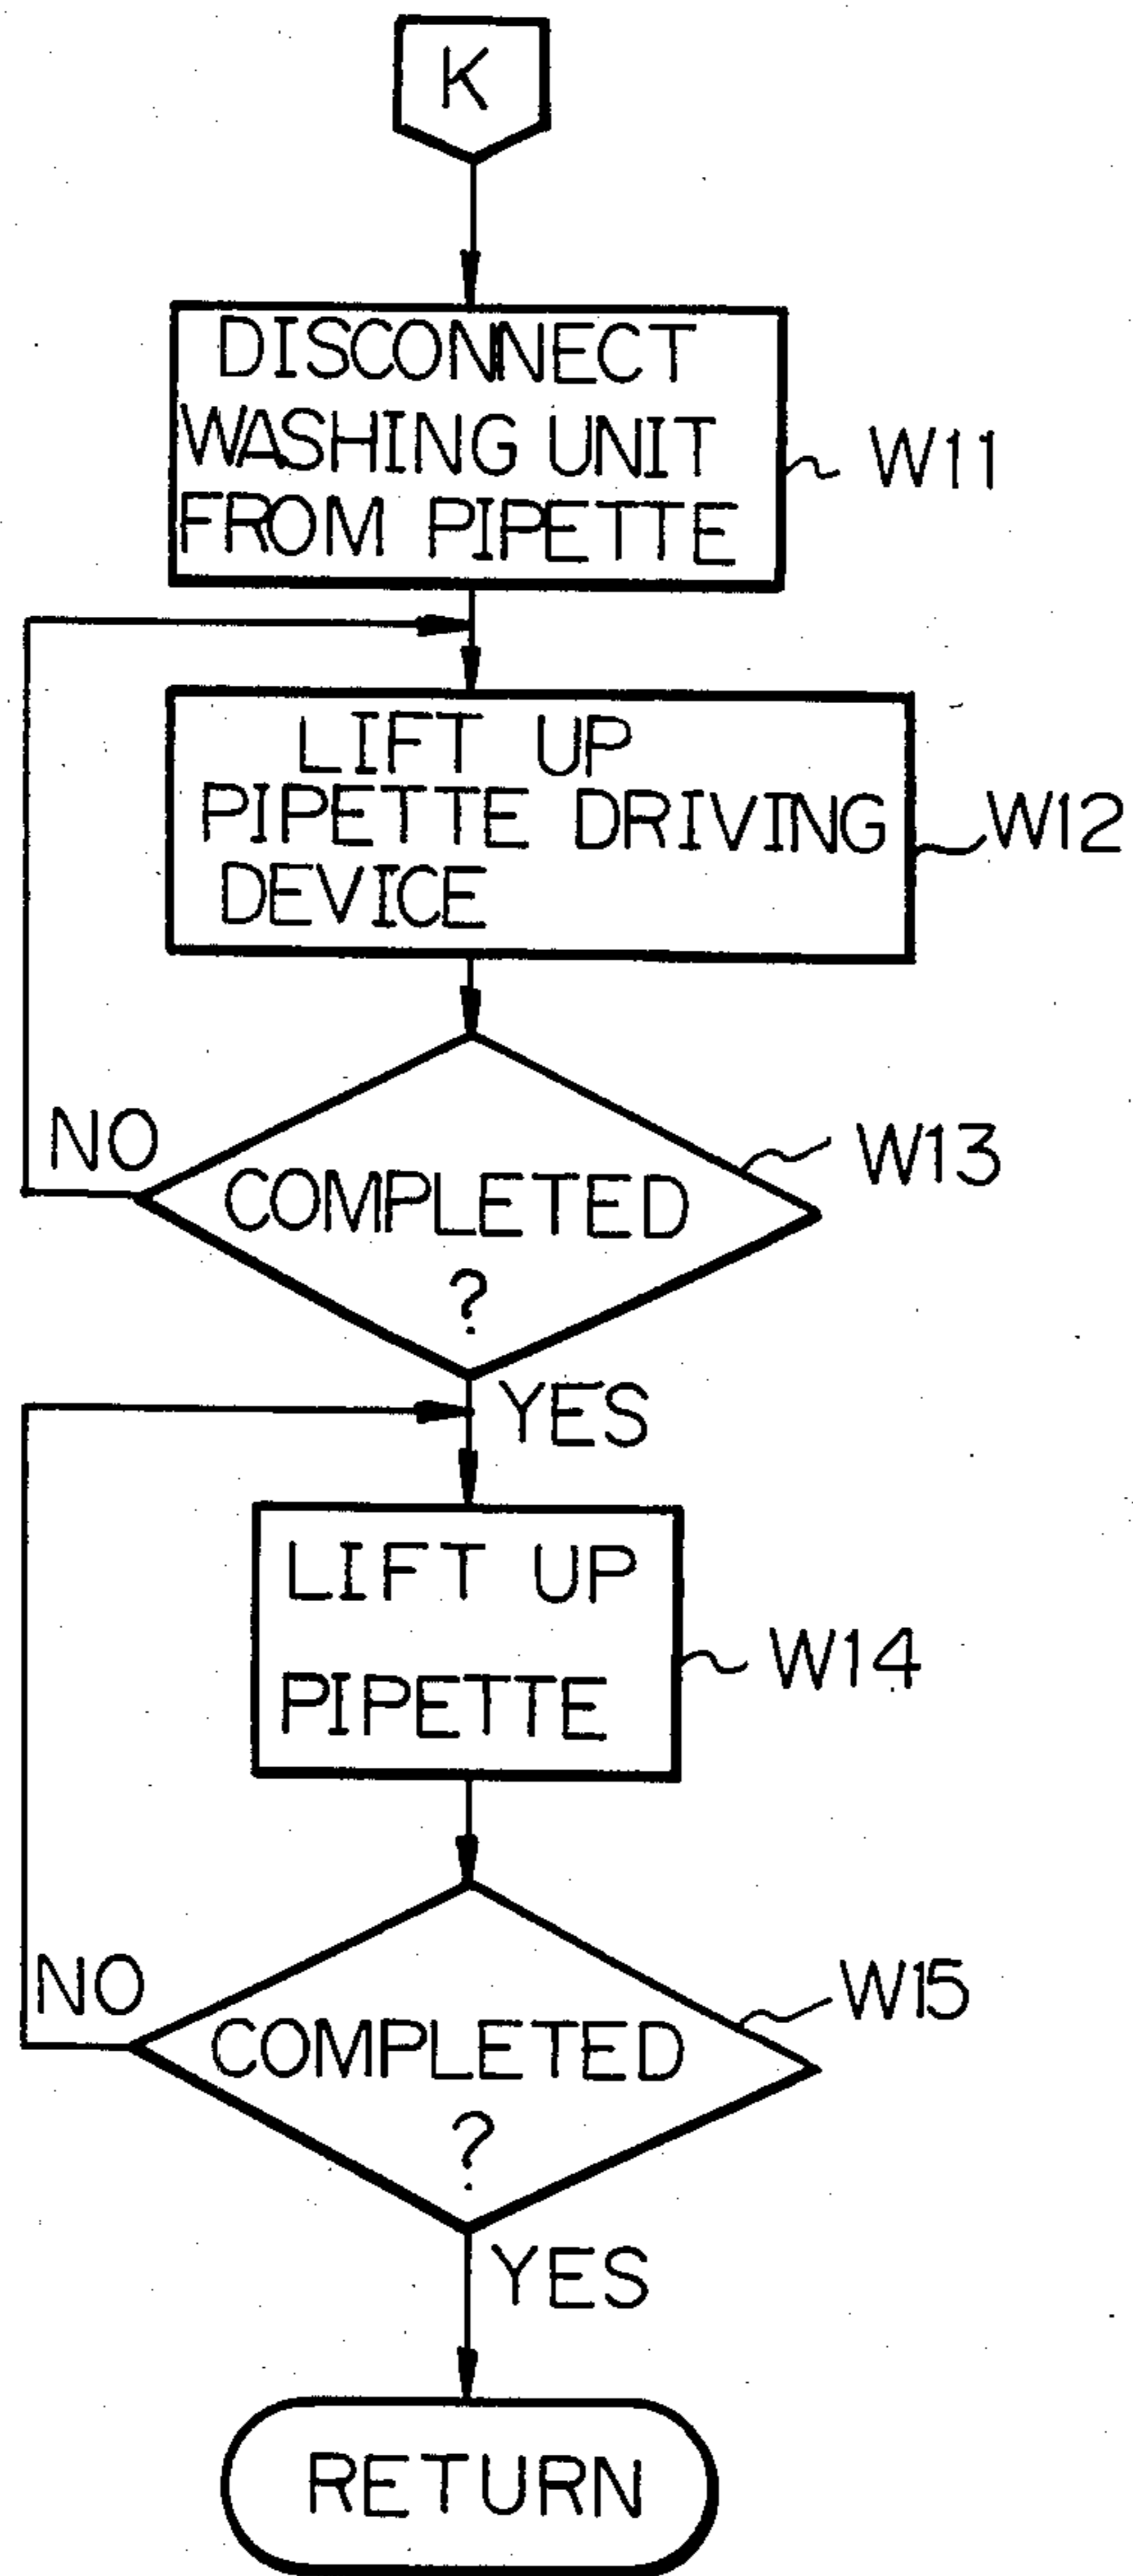 K
DISCONNECT
WASHING UNIT
FROM PIPETTE
W11
LIFT UP
PIPETTE DRIVING
DEVICE
W12
NO
COMPLETED
?
W13
YES
LIFT UP
PIPETTE
W14
NO
COMPLETED
?
W15
YES
RETURN